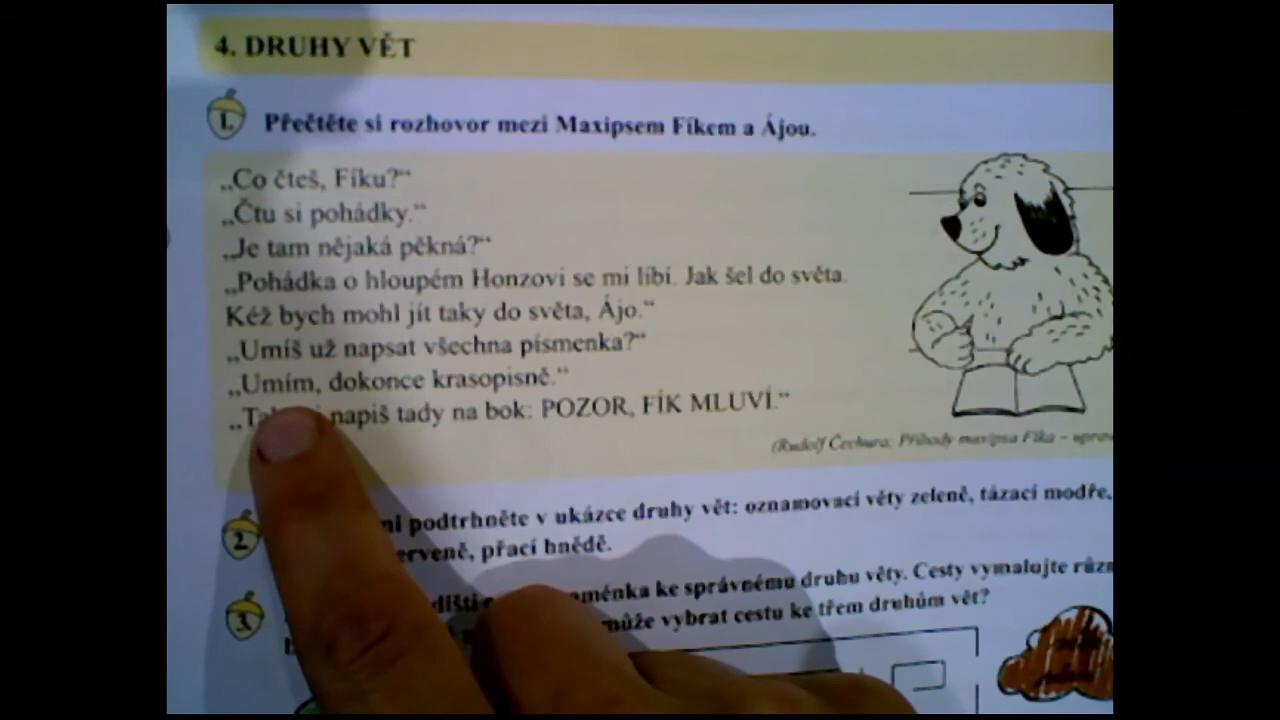 4. DRUHY VĚT
1. Přečtěte si rozhovor mezi Maxipsem Fíkem a Ájou.
„Co čteš, Fíku?“
„Čtu si pohádky.“
„Je tam nějaká pěkná?“
„Pohádka o hloupém Honzovi se mi líbí. Jak šel do světa.
Kéž bych mohl jít taky do světa, Ájo.“
„Umíš už napsat všechna písmenka?“
„Umím, dokonce krasopisně.“
napiš tady na bok: POZOR, FÍK MLUVÍ.“
(Rudolf Čechura: Příhody maxipsa Fíka –
2. podtrhněte v ukázce druhy vět: oznamovací věty zeleně, tázací modře,
přací hnědě.
3. ke správnému druhu věty. Cesty vymalujte
může vybrat cestu ke třem druhům vět?